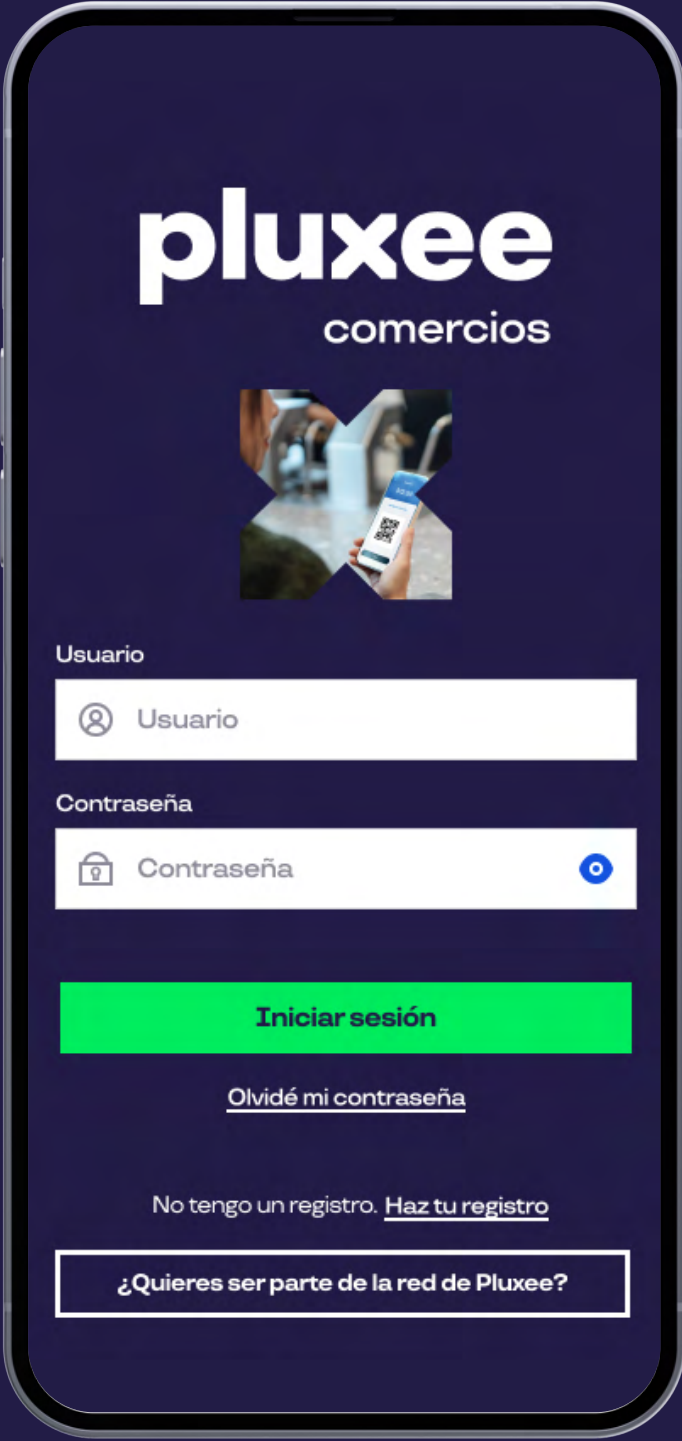 pluxee
comercios
Usuario
Usuario
Contraseña
Contraseña
Iniciar sesión
Olvidé mi contraseña
No tengo un registro. Haz tu registro
¿Quieres ser parte de la red de Pluxee?